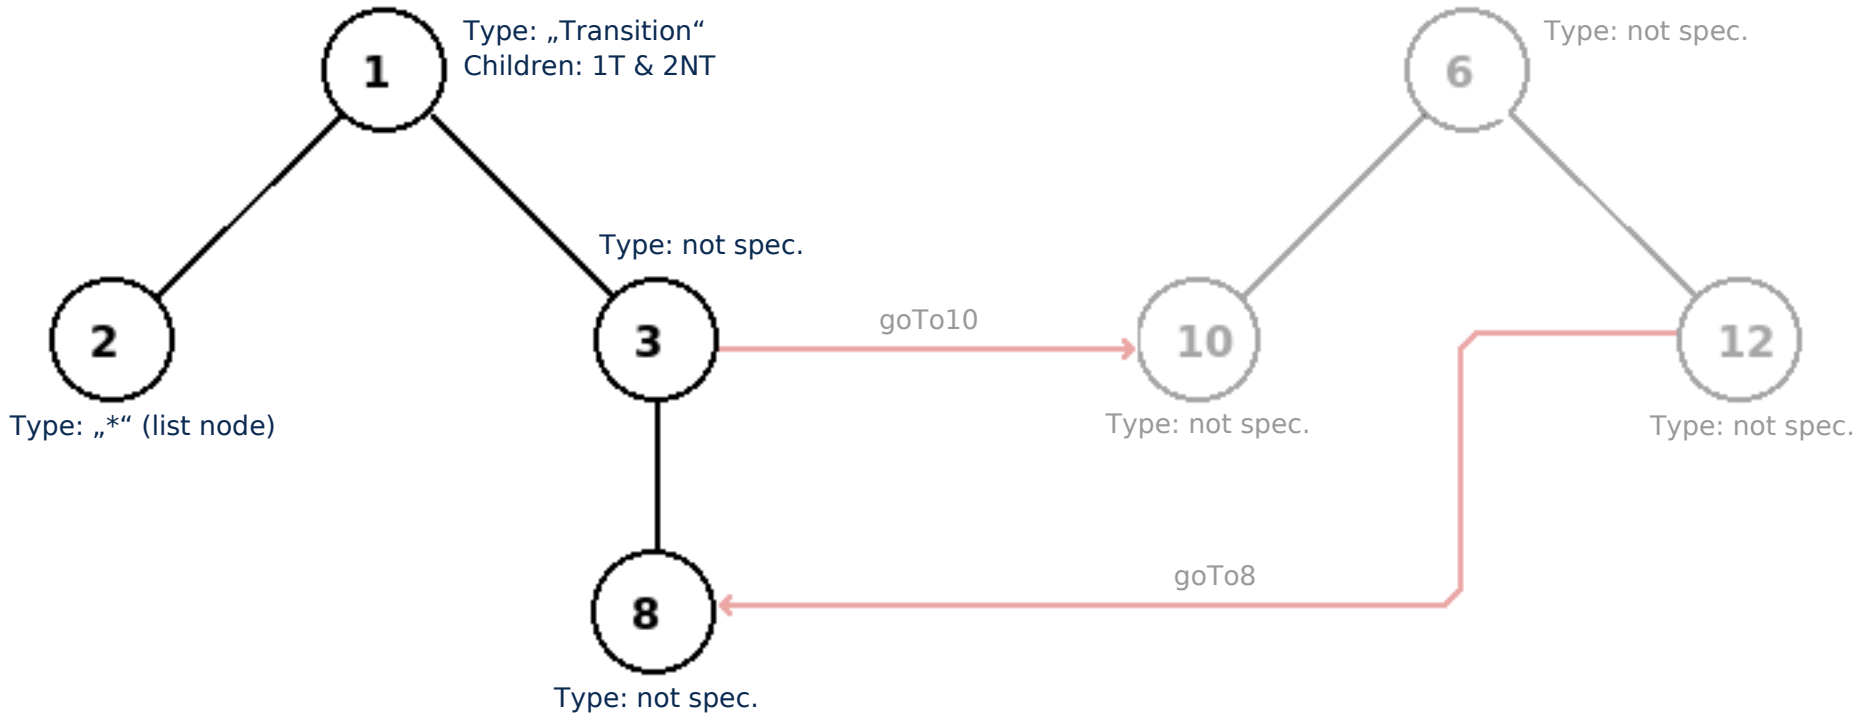 Type: „Transition“
Children: 1T & 2NT
1
Type: not spec.
6
Type: not spec.
2
3
goTo10
10
12
Type: „*“ (list node)
Type: not spec.
Type: not spec.
goTo8
8
Type: not spec.